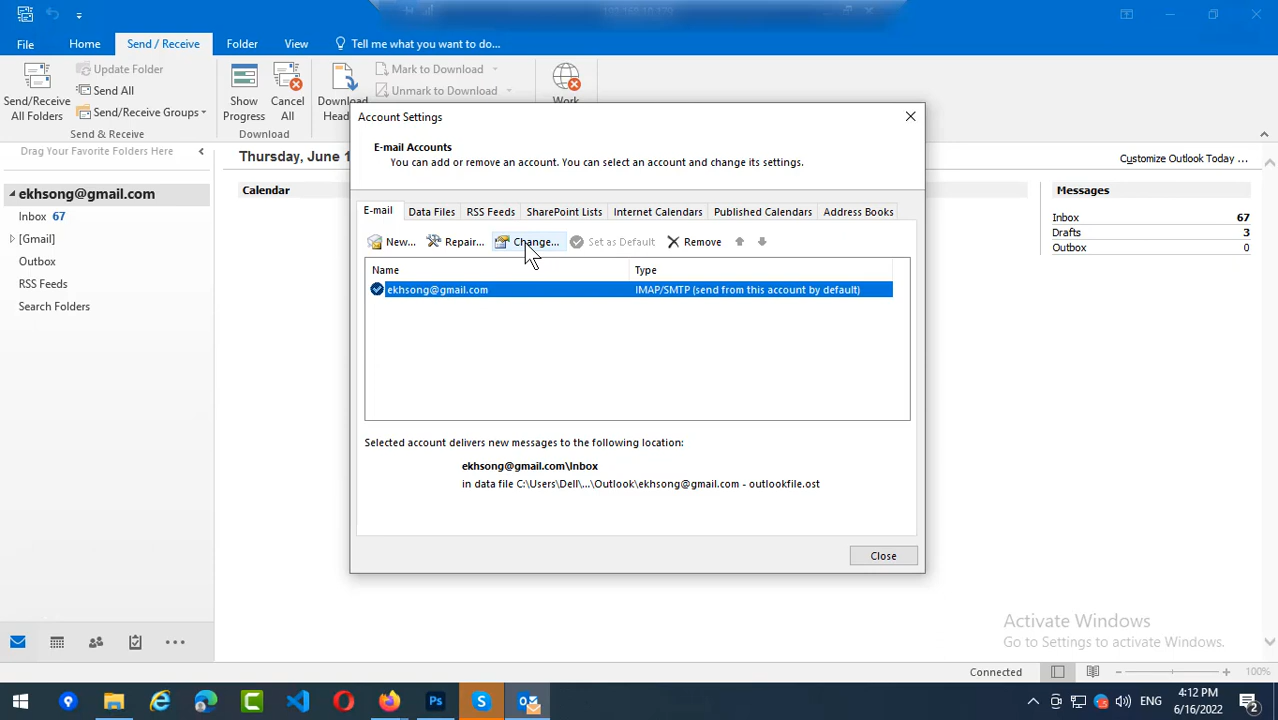 File
Home
Send / Receive
Folder
View
Tell me what you want to do...
Send/Receive
All Folders
Update Folder
Send All
Send/Receive Groups
Send & Receive
Show
Progress
Cancel
All
Download
Download
Head
Mark to Download
Unmark to Download
Work
Drag Your Favorite Folders Here
ekhsong@gmail.com
Inbox 67
[Gmail]
Outbox
RSS Feeds
Search Folders
Thursday, June 1
Customize Outlook Today ...
Calendar
Messages
Inbox 67
Drafts 3
Outbox 0
Account Settings
E-mail Accounts
You can add or remove an account. You can select an account and change its settings.
E-mail
Data Files
RSS Feeds
SharePoint Lists
Internet Calendars
Published Calendars
Address Books
New...
Repair...
Change...
Set as Default
Remove
Name Type
ekhsong@gmail.com IMAP/SMTP (send from this account by default)
Selected account delivers new messages to the following location:
ekhsong@gmail.com\Inbox
in data file C:\Users\Dell\...\Outlook\ekhsong@gmail.com - outlookfile.ost
Close
Activate Windows
Go to Settings to activate Windows.
Connected
100%
Ps
ENG
4:12 PM
6/16/2022
2